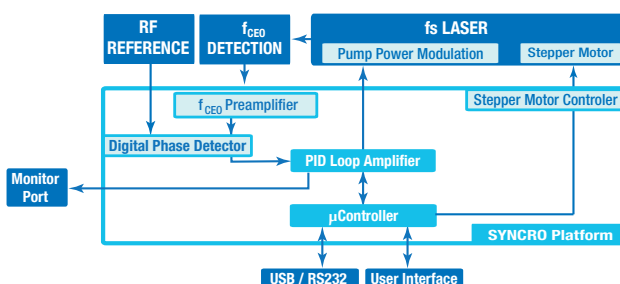 RF
REFERENCE
fCEO
DETECTION
fs LASER
Pump Power Modulation
Stepper Motor
fCEO Preamplifier
Stepper Motor Controler
Digital Phase Detector
PID Loop Amplifier
Monitor
Port
µController
SYNCRO Platform
USB / RS232
User Interface